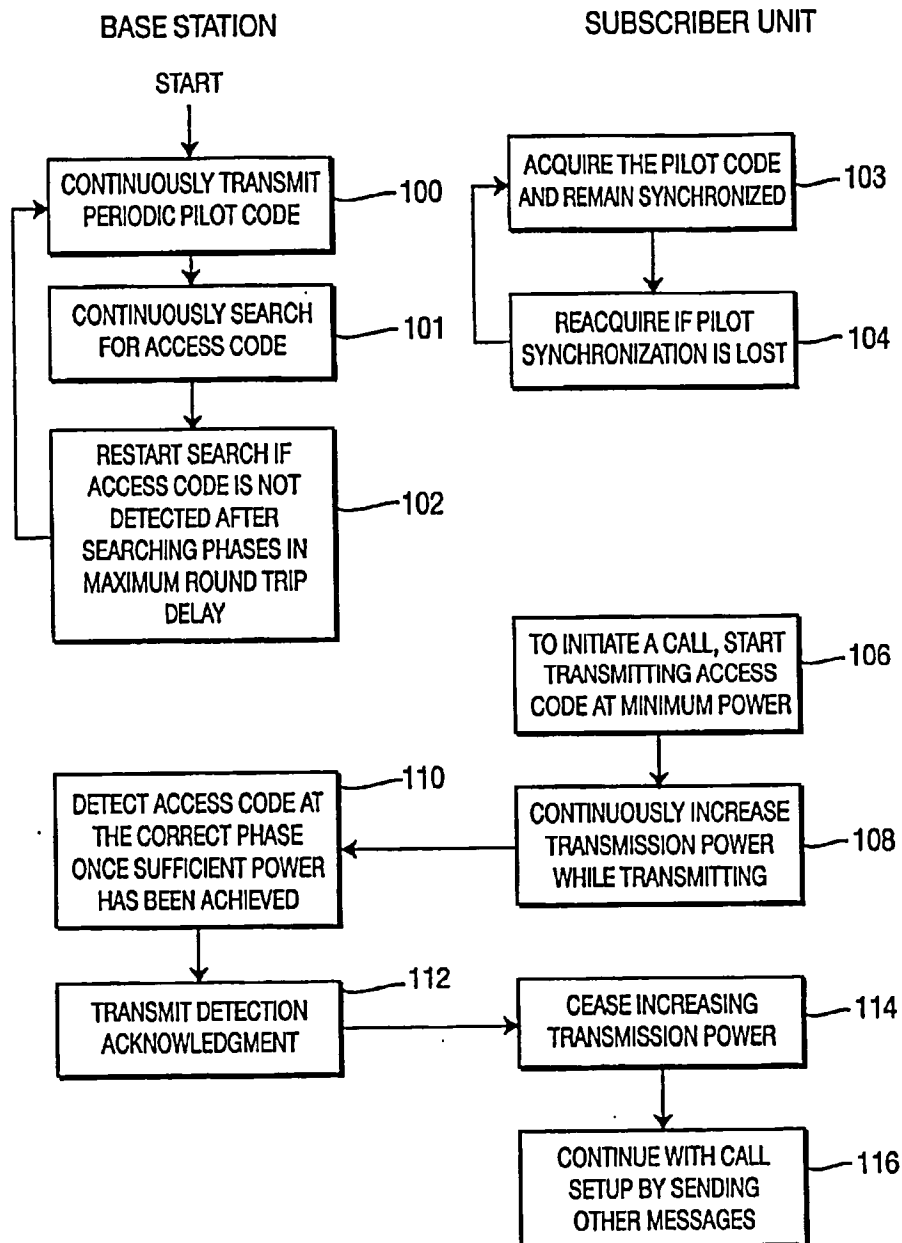 BASE STATION
SUBSCRIBER UNIT
START
CONTINUOUSLY TRANSMIT
PERIODIC PILOT CODE
100
CONTINUOUSLY SEARCH
FOR ACCESS CODE
101
RESTART SEARCH IF
ACCESS CODE IS NOT
DETECTED AFTER
SEARCHING PHASES IN
MAXIMUM ROUND TRIP
DELAY
102
ACQUIRE THE PILOT CODE
AND REMAIN SYNCHRONIZED
103
REACQUIRE IF PILOT
SYNCHRONIZATION IS LOST
104
TO INITIATE A CALL, START
TRANSMITTING ACCESS
CODE AT MINIMUM POWER
106
CONTINUOUSLY INCREASE
TRANSMISSION POWER
WHILE TRANSMITTING
108
DETECT ACCESS CODE AT
THE CORRECT PHASE
ONCE SUFFICIENT POWER
HAS BEEN ACHIEVED
110
TRANSMIT DETECTION
ACKNOWLEDGMENT
112
CEASE INCREASING
TRANSMISSION POWER
114
CONTINUE WITH CALL
SETUP BY SENDING
OTHER MESSAGES
116